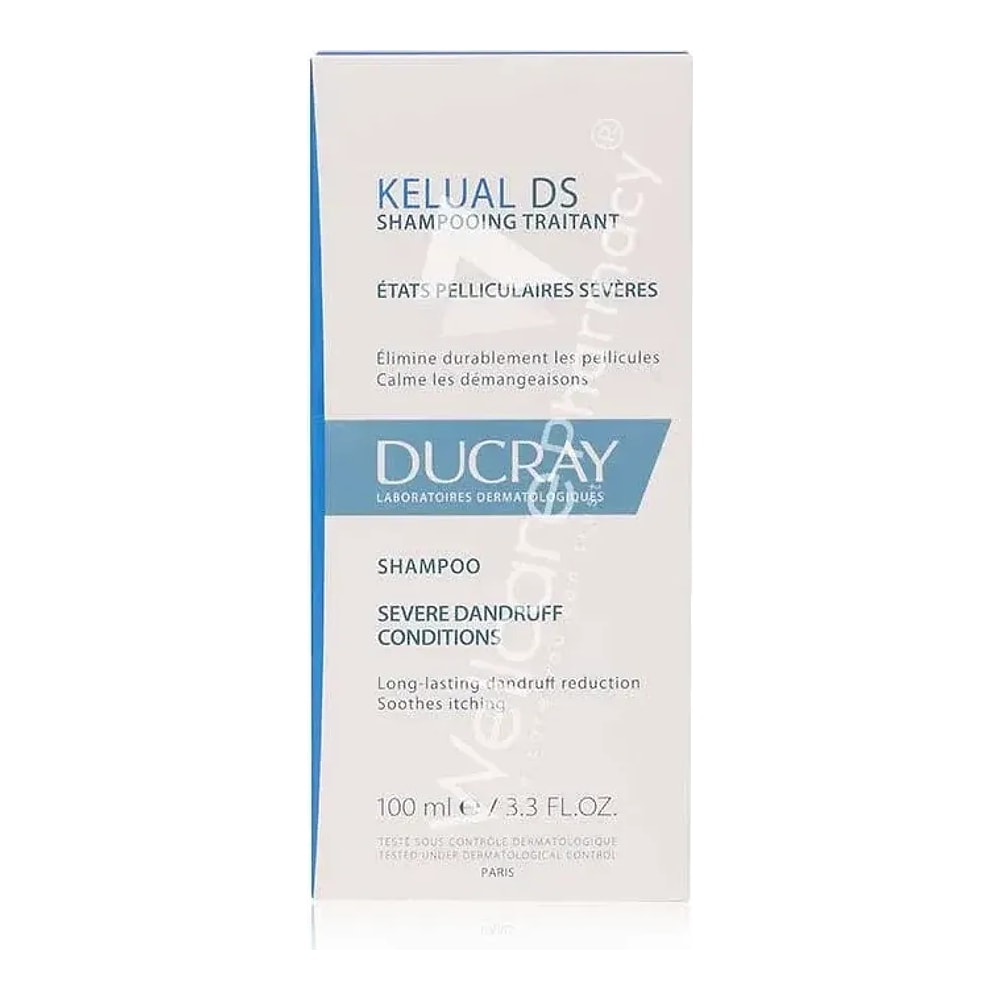 KELUAL DS
SHAMPOOING TRAITANT
ÉTATS PELLICULAIRES SÉVÈRES
Élimine durablement les pellicules
Calme les démangeaisons
DUCRAY
LABORATOIRES DERMATOLOGIQUES
SHAMPOO
SEVERE DANDRUFF
CONDITIONS
Long-lasting dandruff reduction
Soothes itching
100 ml ℮ / 3.3 FL.OZ.
TESTÉ SOUS CONTRÔLE DERMATOLOGIQUE
TESTED UNDER DERMATOLOGICAL CONTROL
PARIS
Wellcarepharmacy®